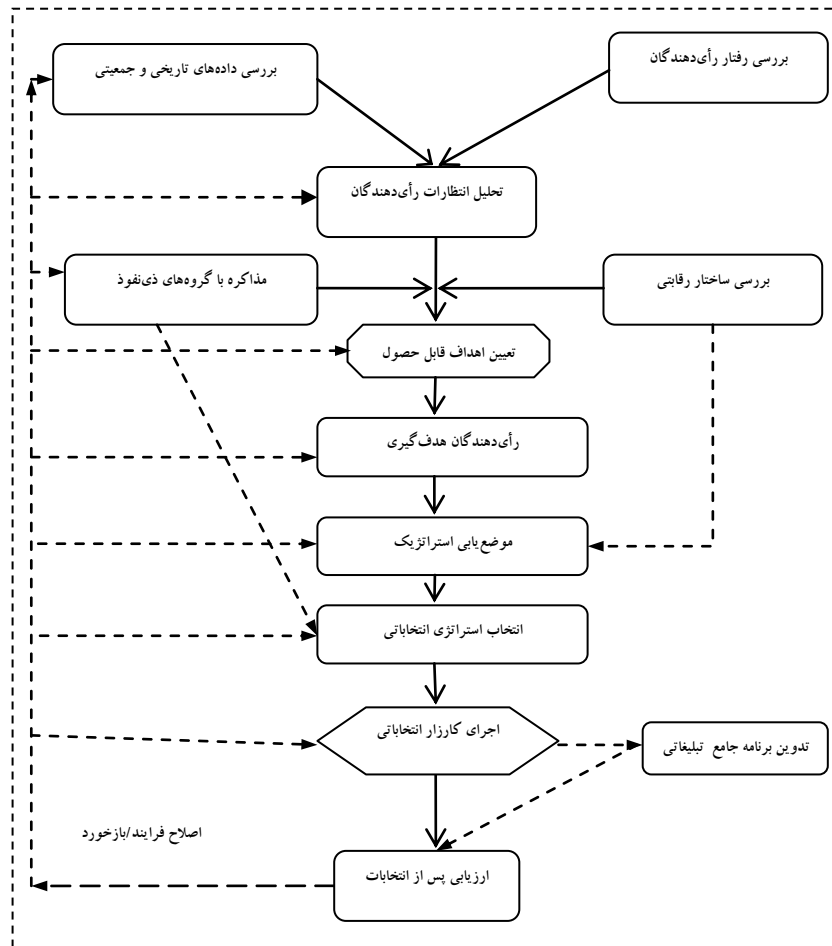 بررسی رفتار رأی‌دهندگان
بررسی داده‌های تاریخی و جمعیتی
تحلیل انتظارات رأی‌دهندگان
بررسی ساختار رقابتی
مذاکره با گروه‌های ذی‌نفوذ
تعیین اهداف قابل حصول
رأی‌دهندگان هدف‌گیری
موضع‌یابی استراتژیک
انتخاب استراتژی انتخاباتی
اجرای کارزار انتخاباتی
تدوین برنامه جامع تبلیغاتی
اصلاح فرایند/بازخورد
ارزیابی پس از انتخابات